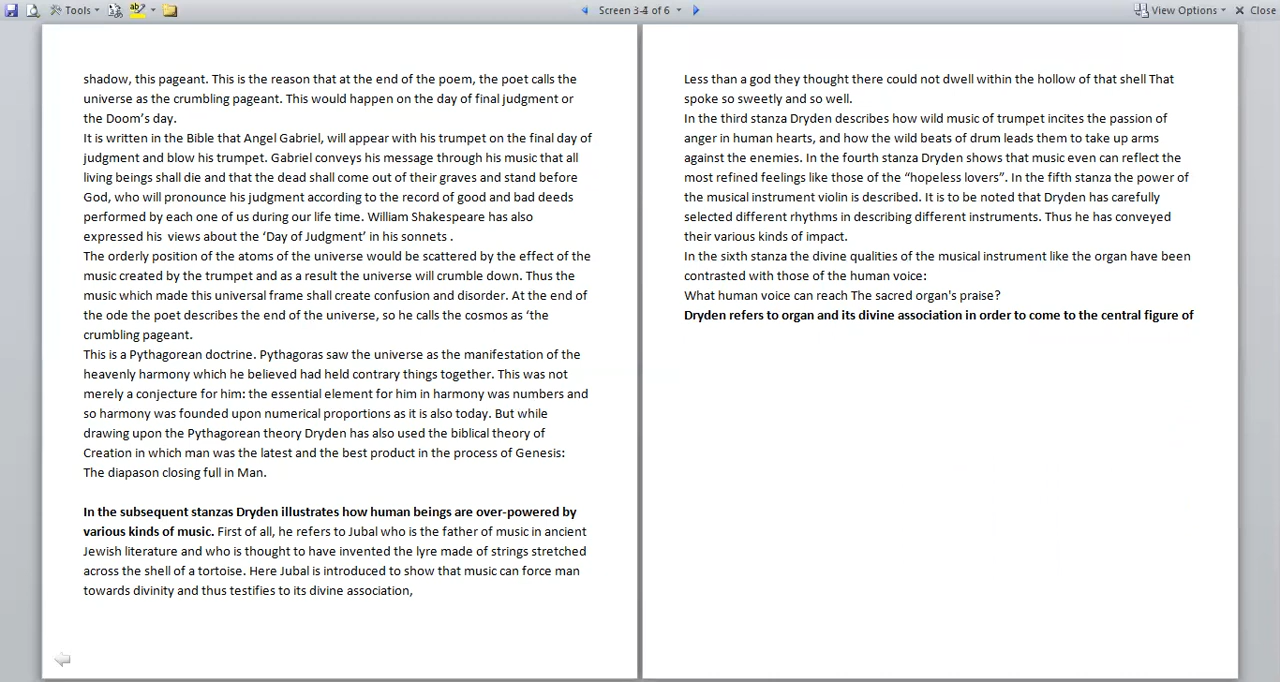 Tools
Screen 3-4 of 6
View Options
Close
shadow, this pageant. This is the reason that at the end of the poem, the poet calls the
universe as the crumbling pageant. This would happen on the day of final judgment or
the Doom’s day.
It is written in the Bible that Angel Gabriel, will appear with his trumpet on the final day of
judgment and blow his trumpet. Gabriel conveys his message through his music that all
living beings shall die and that the dead shall come out of their graves and stand before
God, who will pronounce his judgment according to the record of good and bad deeds
performed by each one of us during our life time. William Shakespeare has also
expressed his  views about the ‘Day of Judgment’ in his sonnets .
The orderly position of the atoms of the universe would be scattered by the effect of the
music created by the trumpet and as a result the universe will crumble down. Thus the
music which made this universal frame shall create confusion and disorder. At the end of
the ode the poet describes the end of the universe, so he calls the cosmos as ‘the
crumbling pageant.
This is a Pythagorean doctrine. Pythagoras saw the universe as the manifestation of the
heavenly harmony which he believed had held contrary things together. This was not
merely a conjecture for him: the essential element for him in harmony was numbers and
so harmony was founded upon numerical proportions as it is also today. But while
drawing upon the Pythagorean theory Dryden has also used the biblical theory of
Creation in which man was the latest and the best product in the process of Genesis:
The diapason closing full in Man.
In the subsequent stanzas Dryden illustrates how human beings are over-powered by
various kinds of music. First of all, he refers to Jubal who is the father of music in ancient
Jewish literature and who is thought to have invented the lyre made of strings stretched
across the shell of a tortoise. Here Jubal is introduced to show that music can force man
towards divinity and thus testifies to its divine association,
Less than a god they thought there could not dwell within the hollow of that shell That
spoke so sweetly and so well.
In the third stanza Dryden describes how wild music of trumpet incites the passion of
anger in human hearts, and how the wild beats of drum leads them to take up arms
against the enemies. In the fourth stanza Dryden shows that music even can reflect the
most refined feelings like those of the “hopeless lovers”. In the fifth stanza the power of
the musical instrument violin is described. It is to be noted that Dryden has carefully
selected different rhythms in describing different instruments. Thus he has conveyed
their various kinds of impact.
In the sixth stanza the divine qualities of the musical instrument like the organ have been
contrasted with those of the human voice:
What human voice can reach The sacred organ's praise?
Dryden refers to organ and its divine association in order to come to the central figure of